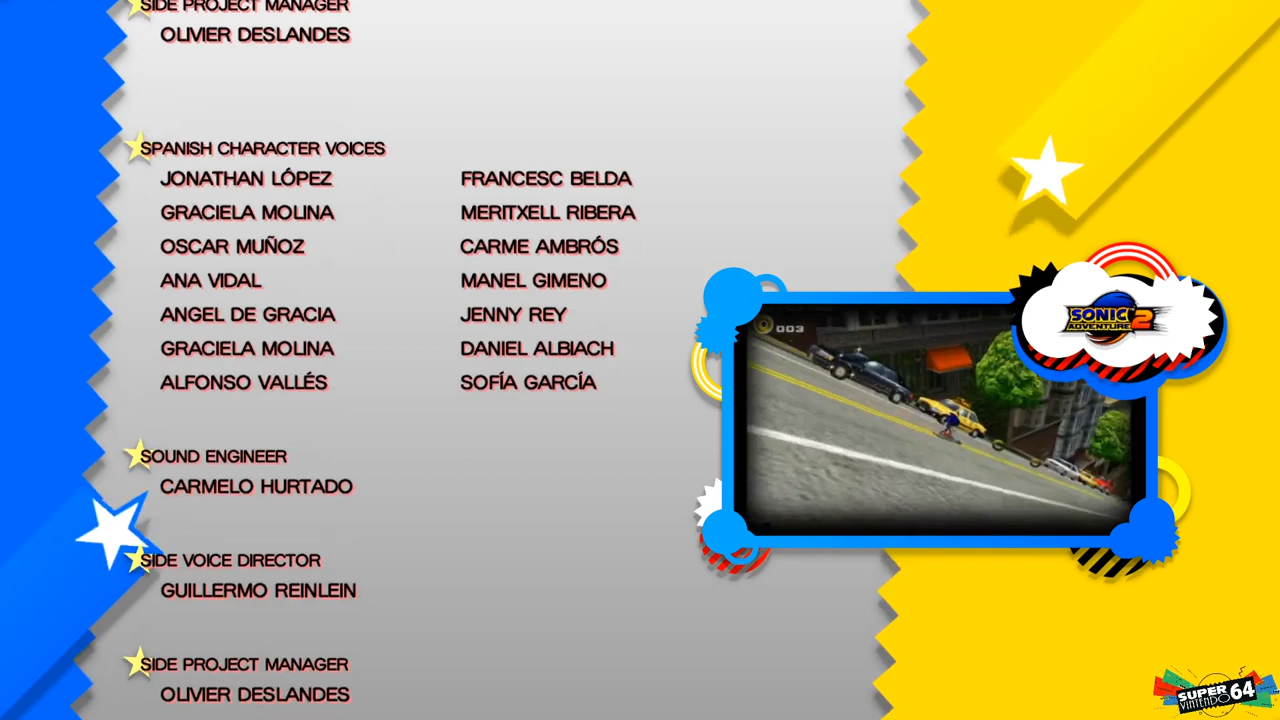 SIDE PROJECT MANAGER
OLIVIER DESLANDES
SPANISH CHARACTER VOICES
JONATHAN LÓPEZ FRANCESC BELDA
GRACIELA MOLINA MERITXELL RIBERA
OSCAR MUÑOZ CARME AMBRÓS
ANA VIDAL MANEL GIMENO
ANGEL DE GRACIA JENNY REY
GRACIELA MOLINA DANIEL ALBIACH
ALFONSO VALLÉS SOFÍA GARCÍA
SOUND ENGINEER
CARMELO HURTADO
SIDE VOICE DIRECTOR
GUILLERMO REINLEIN
SIDE PROJECT MANAGER
OLIVIER DESLANDES
003
SONIC
ADVENTURE 2
SUPER
VINTENDO 64